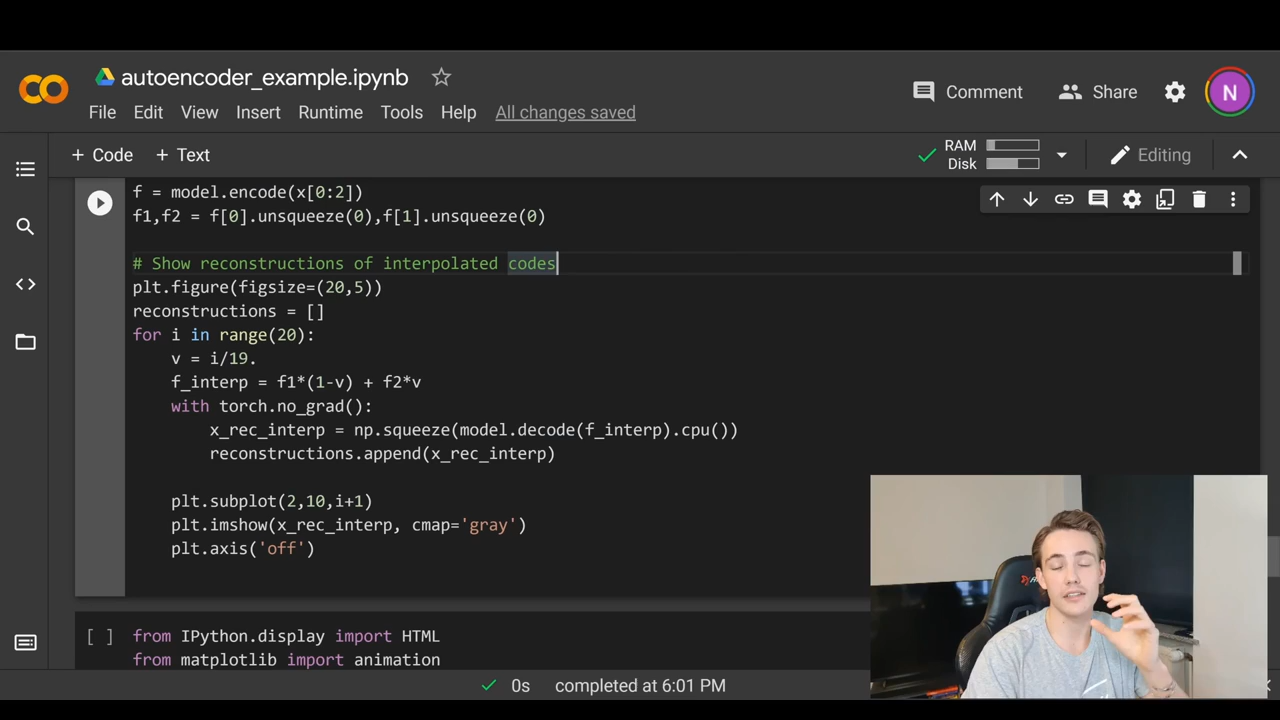 autoencoder_example.ipynb
Comment
Share
N
File Edit View Insert Runtime Tools Help All changes saved
+ Code + Text
RAM
Disk
Editing
f = model.encode(x[0:2])
f1,f2 = f[0].unsqueeze(0),f[1].unsqueeze(0)
# Show reconstructions of interpolated codes
plt.figure(figsize=(20,5))
reconstructions = []
for i in range(20):
v = i/19.
f_interp = f1*(1-v) + f2*v
with torch.no_grad():
x_rec_interp = np.squeeze(model.decode(f_interp).cpu())
reconstructions.append(x_rec_interp)
plt.subplot(2,10,i+1)
plt.imshow(x_rec_interp, cmap='gray')
plt.axis('off')
[ ] from IPython.display import HTML
from matplotlib import animation
0s completed at 6:01 PM